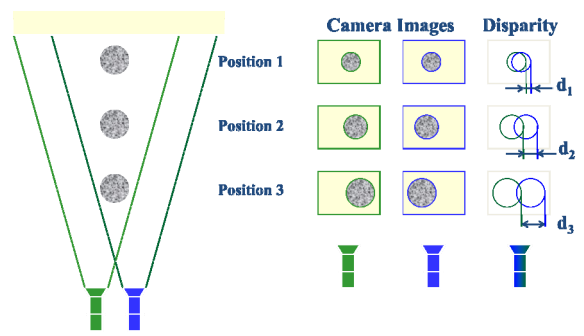 Camera Images Disparity
Position 1
d1
Position 2
d2
Position 3
d3